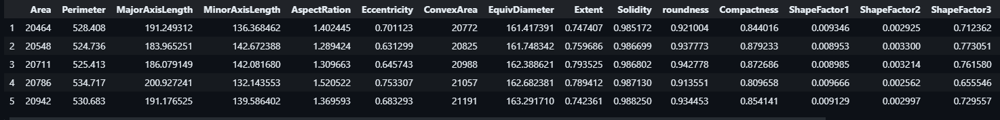 Area Perimeter MajorAxisLength MinorAxisLength AspectRation Eccentricity ConvexArea EquivDiameter Extent Solidity roundness Compactness ShapeFactor1 ShapeFactor2 ShapeFactor3
1 20464 528.408 191.249312 136.368462 1.402445 0.701123 20772 161.417391 0.747407 0.985172 0.921004 0.844016 0.009346 0.002925 0.712362
2 20548 524.736 183.965251 142.672388 1.289424 0.631299 20825 161.748342 0.759686 0.986699 0.937773 0.879233 0.008953 0.003300 0.773051
3 20711 525.413 186.079149 142.081680 1.309663 0.645743 20988 162.388621 0.793525 0.986802 0.942778 0.872686 0.008985 0.003214 0.761580
4 20786 534.717 200.927241 132.143553 1.520522 0.753307 21057 162.682381 0.789412 0.987130 0.913551 0.809658 0.009666 0.002562 0.655546
5 20942 530.683 191.176525 139.586402 1.369593 0.683293 21191 163.291710 0.742361 0.988250 0.934453 0.854141 0.009129 0.002997 0.729557